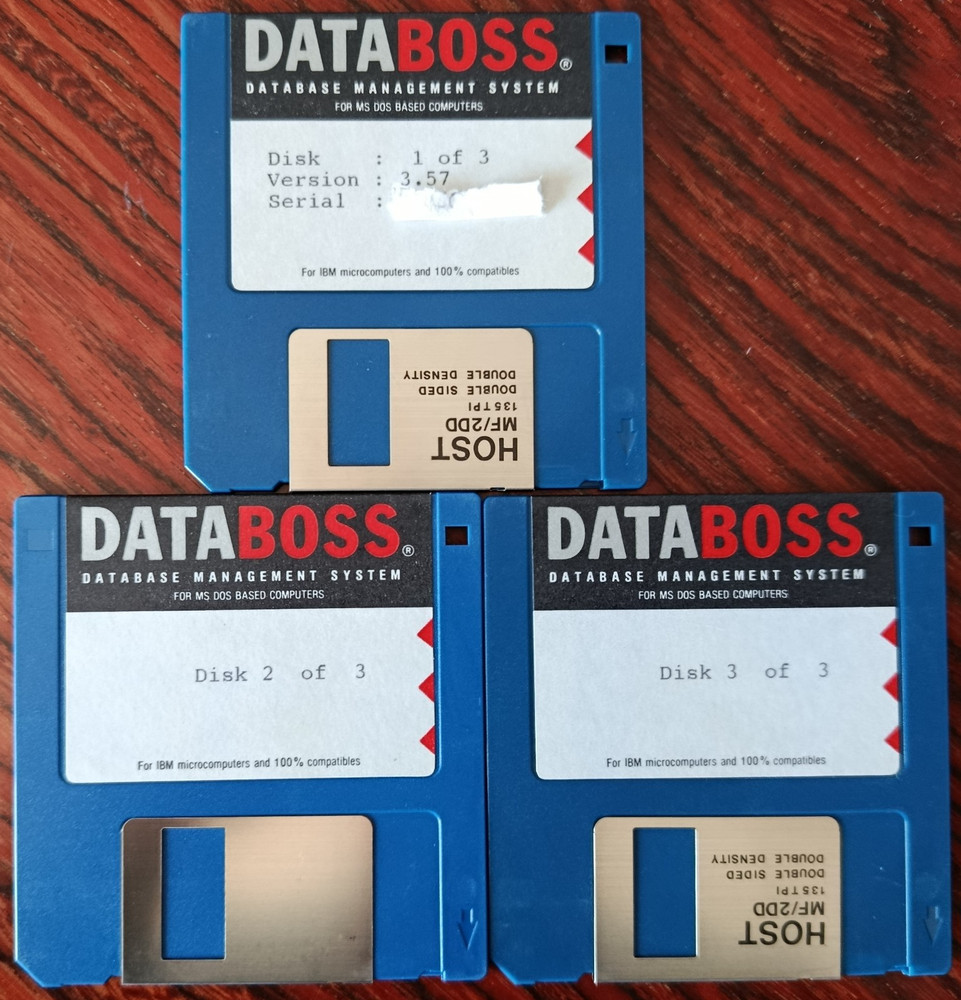 DATABOSS®
DATABASE MANAGEMENT SYSTEM
FOR MS DOS BASED COMPUTERS
Disk : 1 of 3
Version : 3.57
Serial :
For IBM microcomputers and 100% compatibles
HOST
MF/2DD
135TPI
DOUBLE SIDED
DOUBLE DENSITY
DATABOSS®
DATABASE MANAGEMENT SYSTEM
FOR MS DOS BASED COMPUTERS
Disk 2 of 3
For IBM microcomputers and 100% compatibles
DATABOSS®
DATABASE MANAGEMENT SYSTEM
FOR MS DOS BASED COMPUTERS
Disk 3 of 3
For IBM microcomputers and 100% compatibles
HOST
MF/2DD
135TPI
DOUBLE SIDED
DOUBLE DENSITY